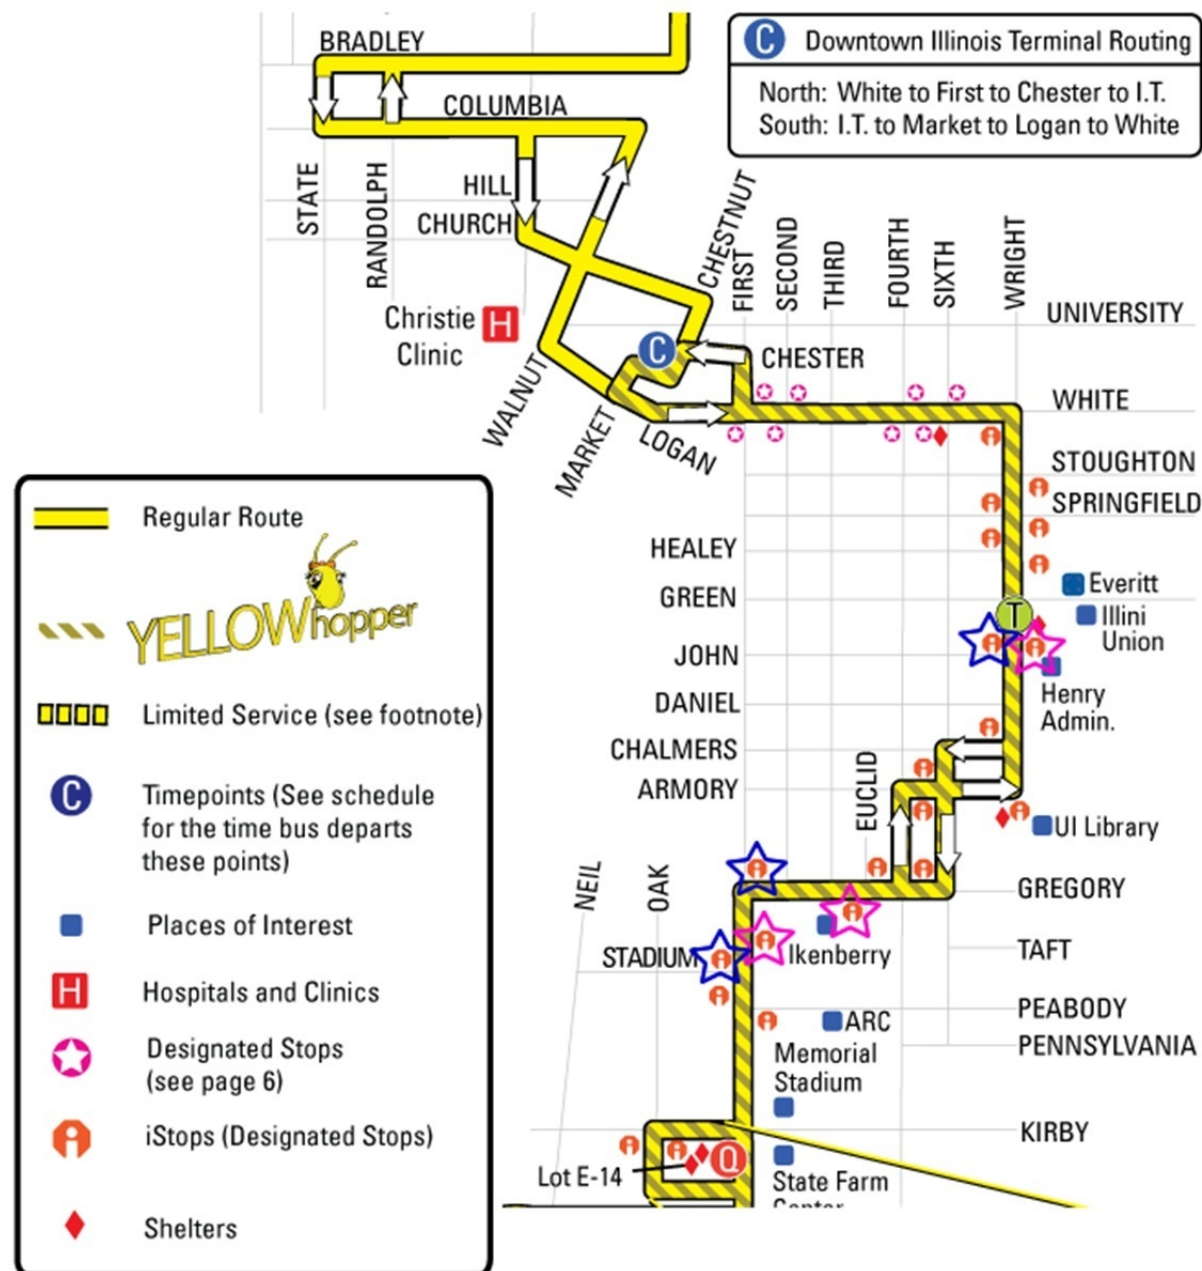 BRADLEY
C Downtown Illinois Terminal Routing
North: White to First to Chester to I.T.
South: I.T. to Market to Logan to White
COLUMBIA
STATE
RANDOLPH
HILL
CHURCH
CHESTNUT
FIRST
SECOND
THIRD
FOURTH
SIXTH
WRIGHT
UNIVERSITY
Christie
Clinic
H
C
CHESTER
WHITE
WALNUT
MARKET
LOGAN
STOUGHTON
SPRINGFIELD
HEALEY
GREEN
Everitt
T
Illini
Union
JOHN
Henry
Admin.
DANIEL
CHALMERS
ARMORY
EUCLID
UI Library
NEIL
OAK
GREGORY
STADIUM
Ikenberry
TAFT
PEABODY
ARC
PENNSYLVANIA
Memorial
Stadium
KIRBY
Lot E-14
Q
State Farm
Center
Regular Route
YELLOWhopper
Limited Service (see footnote)
C
Timepoints (See schedule
for the time bus departs
these points)
Places of Interest
H
Hospitals and Clinics
Designated Stops
(see page 6)
iStops (Designated Stops)
Shelters